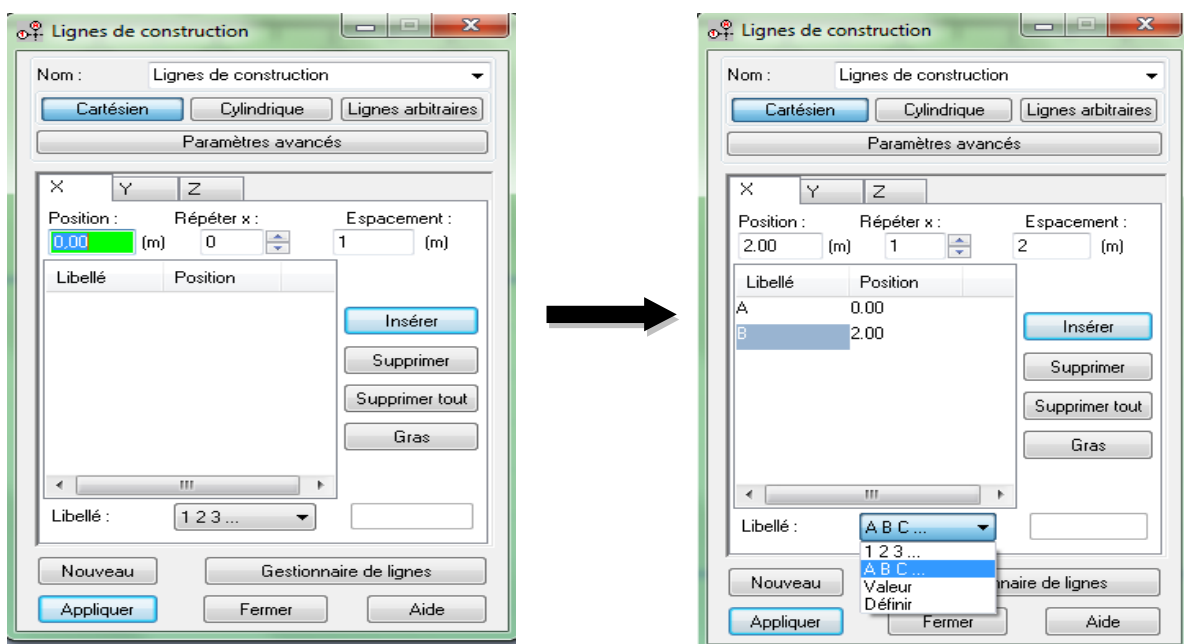 Lignes de construction
Nom :
Lignes de construction
Cartésien
Cylindrique
Lignes arbitraires
Paramètres avancés
X
Y
Z
Position :
Répéter x :
Espacement :
0,00
(m)
0
1
(m)
Libellé
Position
Insérer
Supprimer
Supprimer tout
Gras
Libellé :
1 2 3 ...
Nouveau
Gestionnaire de lignes
Appliquer
Fermer
Aide
Lignes de construction
Nom :
Lignes de construction
Cartésien
Cylindrique
Lignes arbitraires
Paramètres avancés
X
Y
Z
Position :
Répéter x :
Espacement :
2.00
(m)
1
2
(m)
Libellé
Position
A
0.00
B
2.00
Insérer
Supprimer
Supprimer tout
Gras
Libellé :
A B C ...
1 2 3 ...
A B C ...
Valeur
Définir
Nouveau
nnaire de lignes
Appliquer
Fermer
Aide